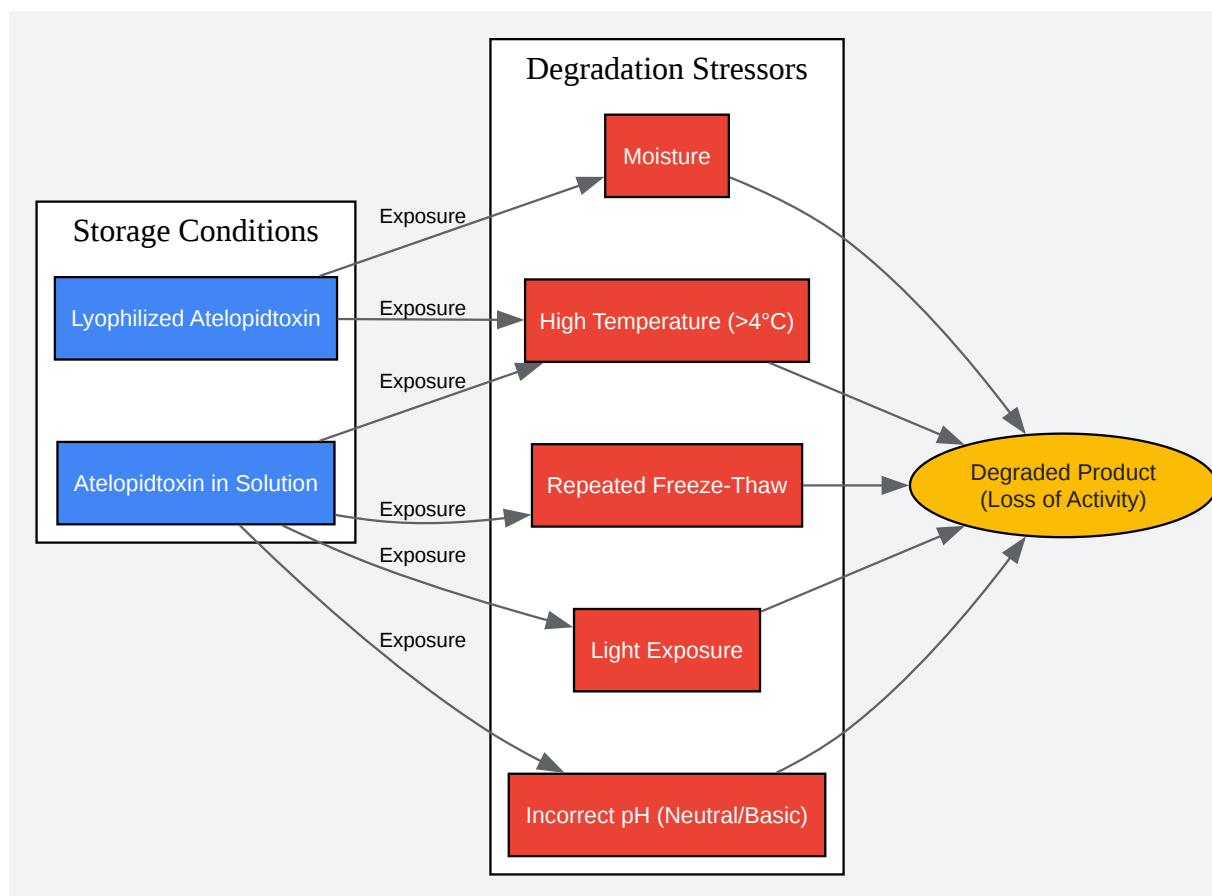 Storage Conditions
Lyophilized Atelopidtoxin
Atelopidtoxin in Solution
Exposure
Exposure
Exposure
Exposure
Exposure
Exposure
Degradation Stressors
Moisture
High Temperature (>4°C)
Repeated Freeze-Thaw
Light Exposure
Incorrect pH (Neutral/Basic)
Degraded Product
(Loss of Activity)